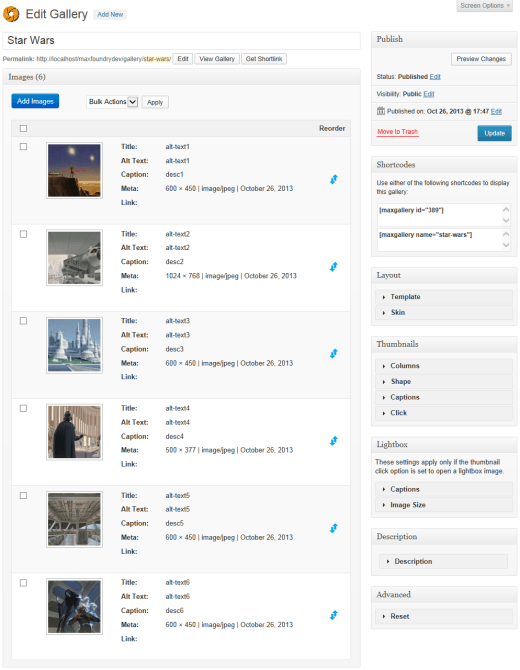 Screen Options
Edit Gallery Add New
Star Wars
Permalink: http://localhost/maxfoundrydev/gallery/star-wars/ Edit View Gallery Get Shortlink
Images (6)
Add Images Bulk Actions Apply
Reorder
Title: alt-text1
Alt Text: alt-text1
Caption: desc1
Meta: 600 × 450 | image/jpeg | October 26, 2013
Link:
Title: alt-text2
Alt Text: alt-text2
Caption: desc2
Meta: 1024 × 768 | image/jpeg | October 26, 2013
Link:
Title: alt-text3
Alt Text: alt-text3
Caption: desc3
Meta: 600 × 450 | image/jpeg | October 26, 2013
Link:
Title: alt-text4
Alt Text: alt-text4
Caption: desc4
Meta: 500 × 377 | image/jpeg | October 26, 2013
Link:
Title: alt-text5
Alt Text: alt-text5
Caption: desc5
Meta: 600 × 450 | image/jpeg | October 26, 2013
Link:
Title: alt-text6
Alt Text: alt-text6
Caption: desc6
Meta: 600 × 450 | image/jpeg | October 26, 2013
Link:
Publish
Preview Changes
Status: Published Edit
Visibility: Public Edit
Published on: Oct 26, 2013 @ 17:47 Edit
Move to Trash Update
Shortcodes
Use either of the following shortcodes to display
this gallery:
[maxgallery id="389"]
[maxgallery name="star-wars"]
Layout
Template
Skin
Thumbnails
Columns
Shape
Captions
Click
Lightbox
These settings apply only if the thumbnail
click option is set to open a lightbox image.
Captions
Image Size
Description
Description
Advanced
Reset